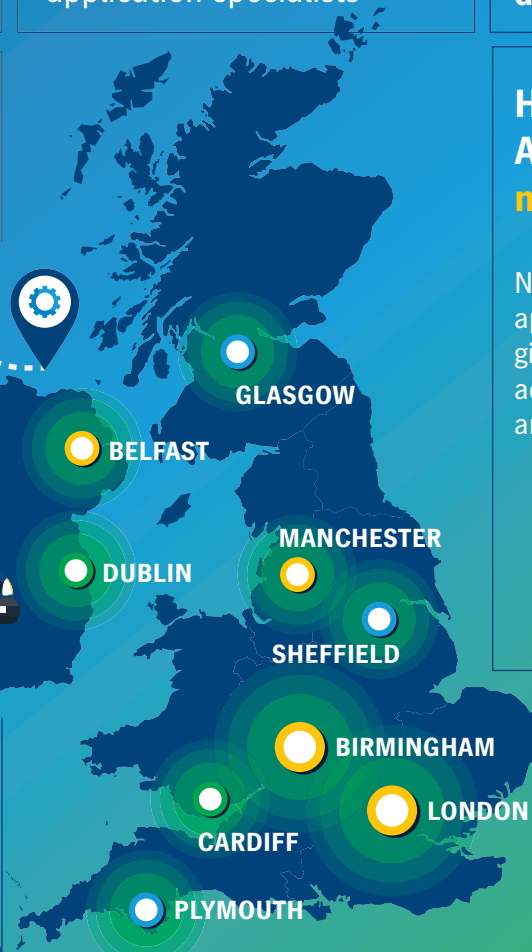 application specialists
GLASGOW
BELFAST
MANCHESTER
DUBLIN
SHEFFIELD
BIRMINGHAM
LONDON
CARDIFF
PLYMOUTH